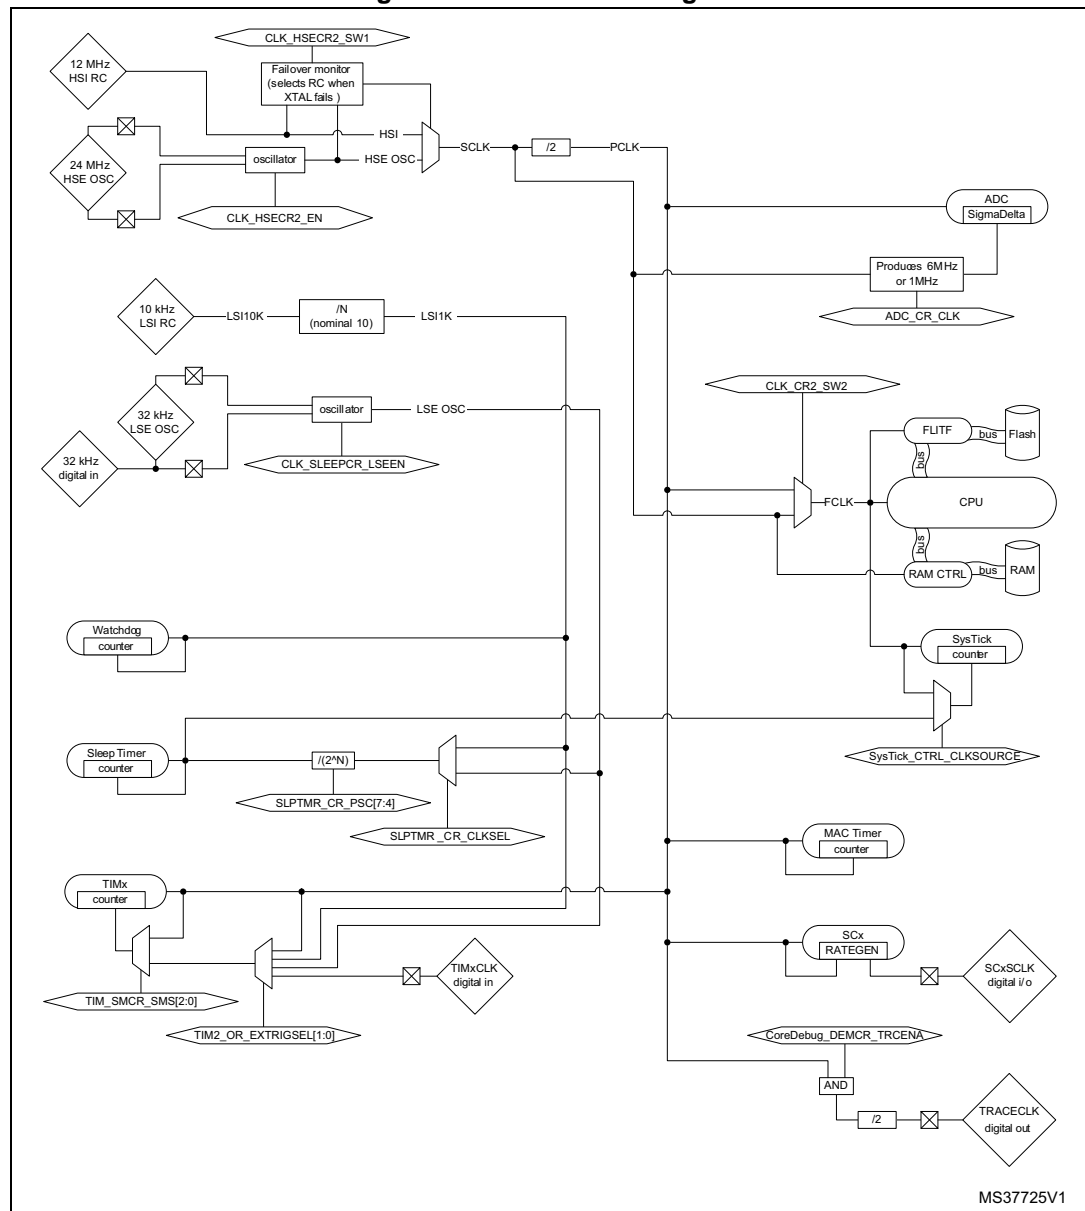 CLK_HSECR2_SW1
12 MHz
HSI RC
Failover monitor
(selects RC when
XTAL fails )
HSI
SCLK
/2
PCLK
24 MHz
HSE OSC
oscillator
HSE OSC
CLK_HSECR2_EN
ADC
SigmaDelta
Produces 6MHz
or 1MHz
ADC_CR_CLK
10 kHz
LSI RC
LSI10K
/N
(nominal 10)
LSI1K
CLK_CR2_SW2
32 kHz
LSE OSC
oscillator
LSE OSC
32 kHz
digital in
CLK_SLEEPCR_LSEEN
FLITF
bus
Flash
bus
FCLK
CPU
bus
RAM CTRL
bus
RAM
Watchdog
counter
SysTick
counter
Sleep Timer
counter
/(2^N)
SysTick_CTRL_CLKSOURCE
SLPTMR_CR_PSC[7:4]
SLPTMR_CR_CLKSEL
MAC Timer
counter
TIMx
counter
SCx
RATEGEN
TIMxCLK
digital in
SCxSCLK
digital i/o
TIM_SMCR_SMS[2:0]
TIM2_OR_EXTRIGSEL[1:0]
CoreDebug_DEMCR_TRCENA
AND
/2
TRACECLK
digital out
MS37725V1